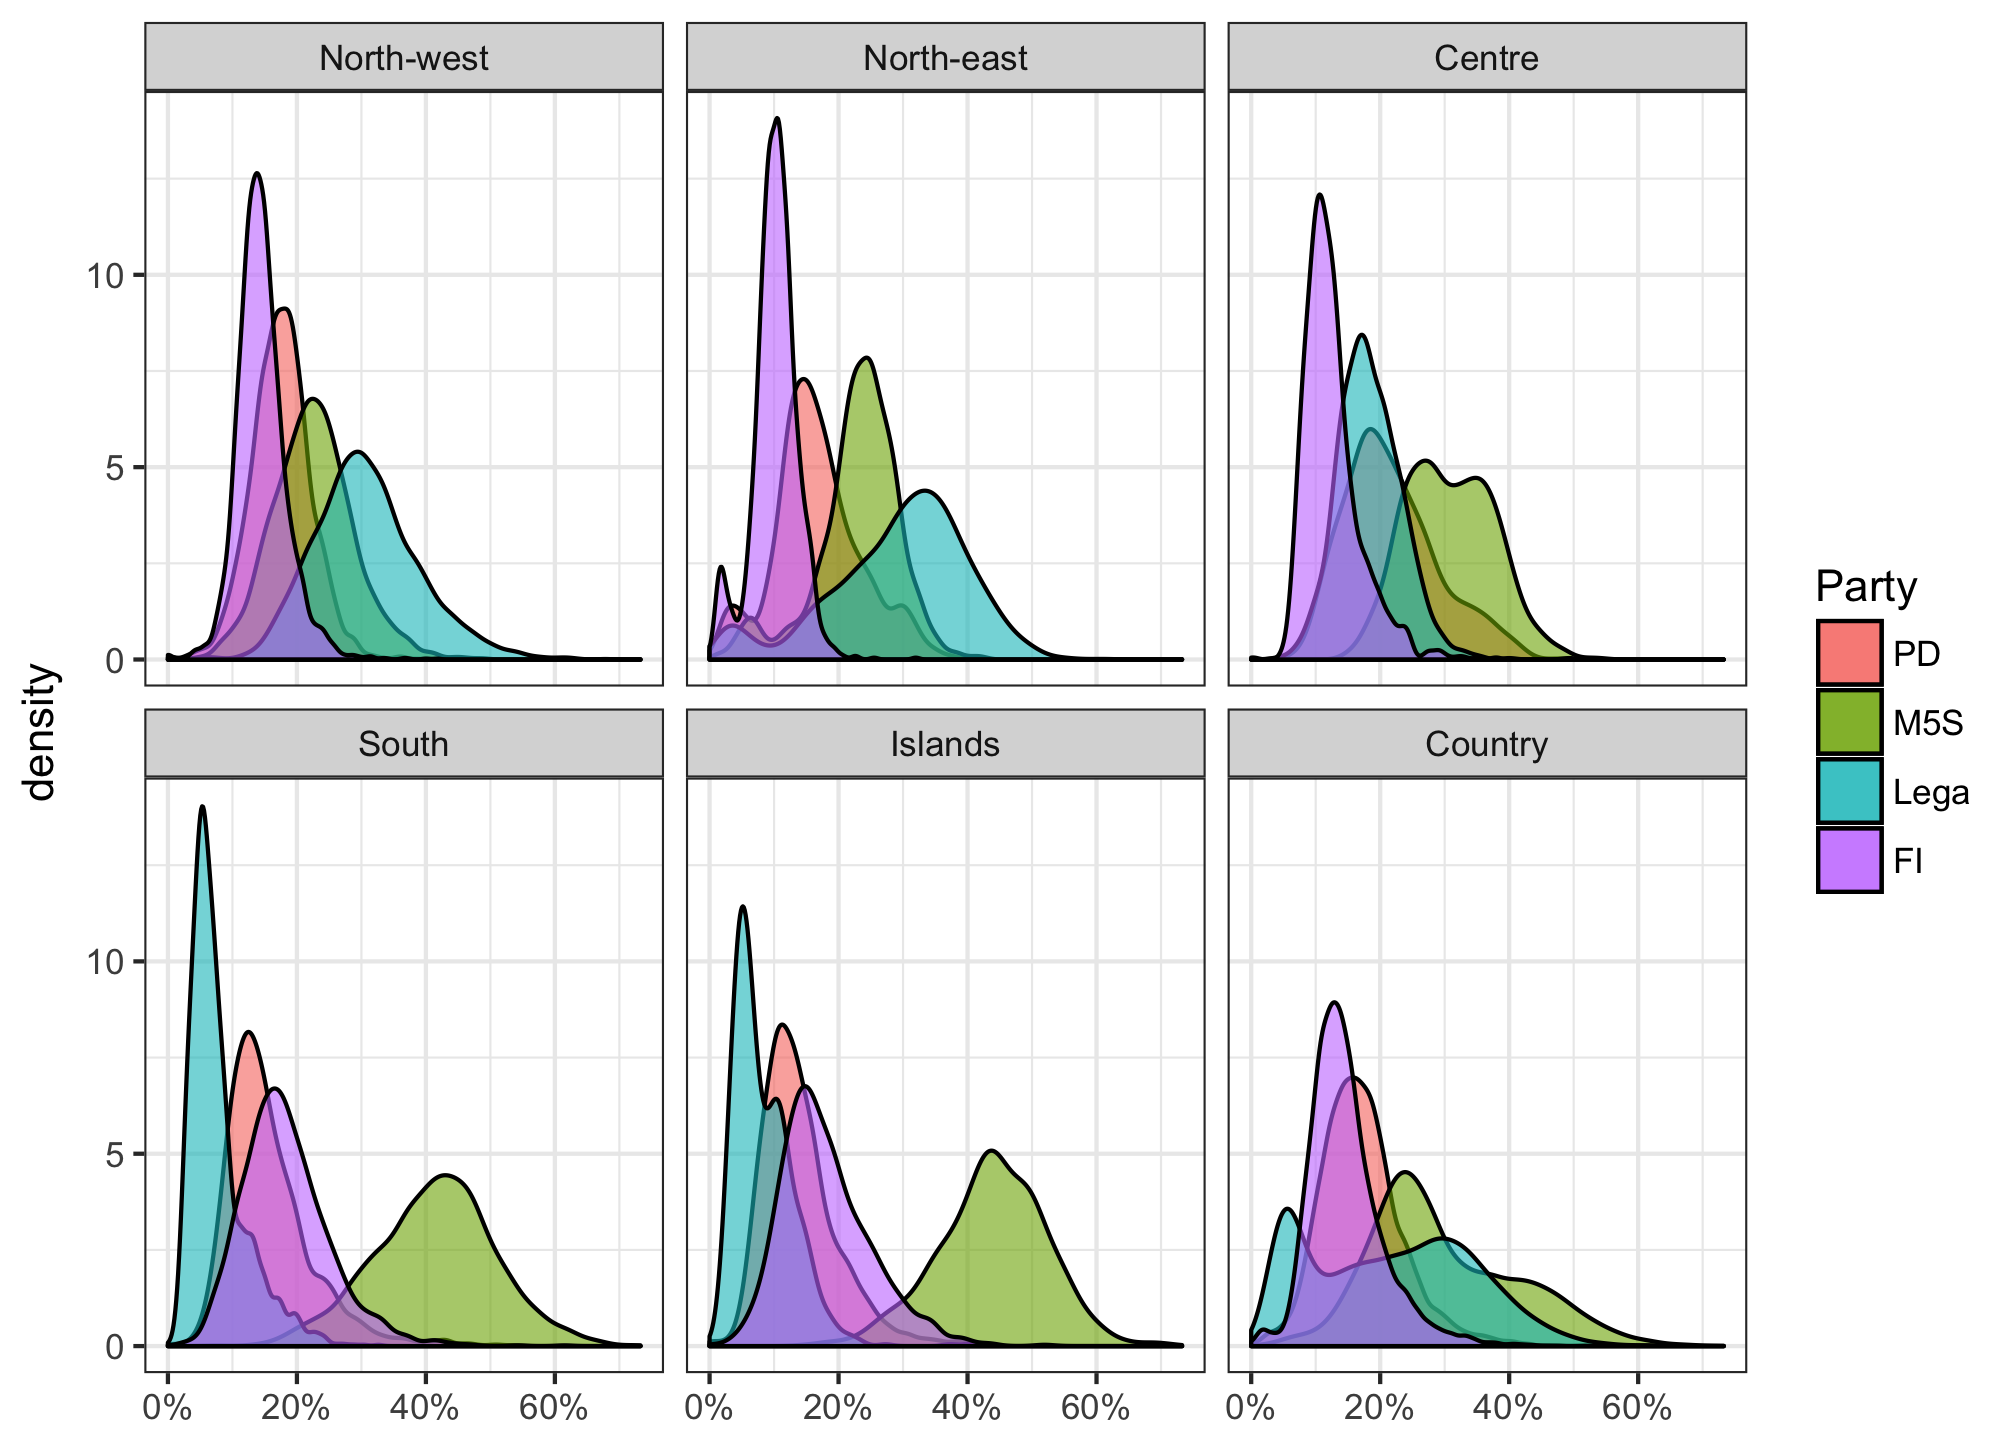 North-west North-east Centre
10
5
0
density
South Islands Country
10
5
0
0% 20% 40% 60% 0% 20% 40% 60% 0% 20% 40% 60%
Party
PD
M5S
Lega
FI